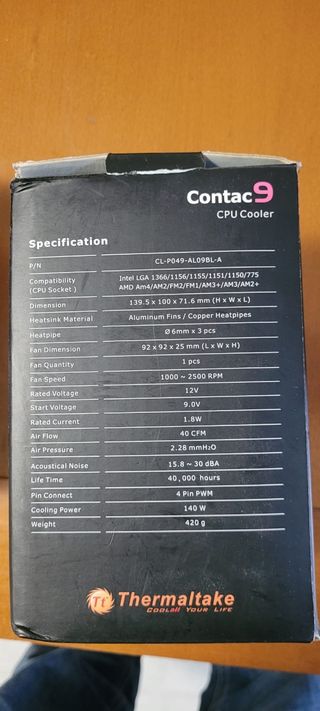 Contac9
CPU Cooler
Specification
P/N CL-P049-AL09BL-A
Compatibility (CPU Socket) Intel LGA 1366/1156/1155/1151/1150/775
AMD Am4/AM2/FM2/FM1/AM3+/AM3/AM2+
Dimension 139.5 x 100 x 71.6 mm (H x W x L)
Heatsink Material Aluminum Fins / Copper Heatpipes
Heatpipe Ø 6mm x 3 pcs
Fan Dimension 92 x 92 x 25 mm (L x W x H)
Fan Quantity 1 pcs
Fan Speed 1000 ~ 2500 RPM
Rated Voltage 12V
Start Voltage 9.0V
Rated Current 1.8W
Air Flow 40 CFM
Air Pressure 2.28 mmH₂O
Acoustical Noise 15.8 ~ 30 dBA
Life Time 40,000 hours
Pin Connect 4 Pin PWM
Cooling Power 140 W
Weight 420 g
Tt Thermaltake
COOLall YOUR LIFE